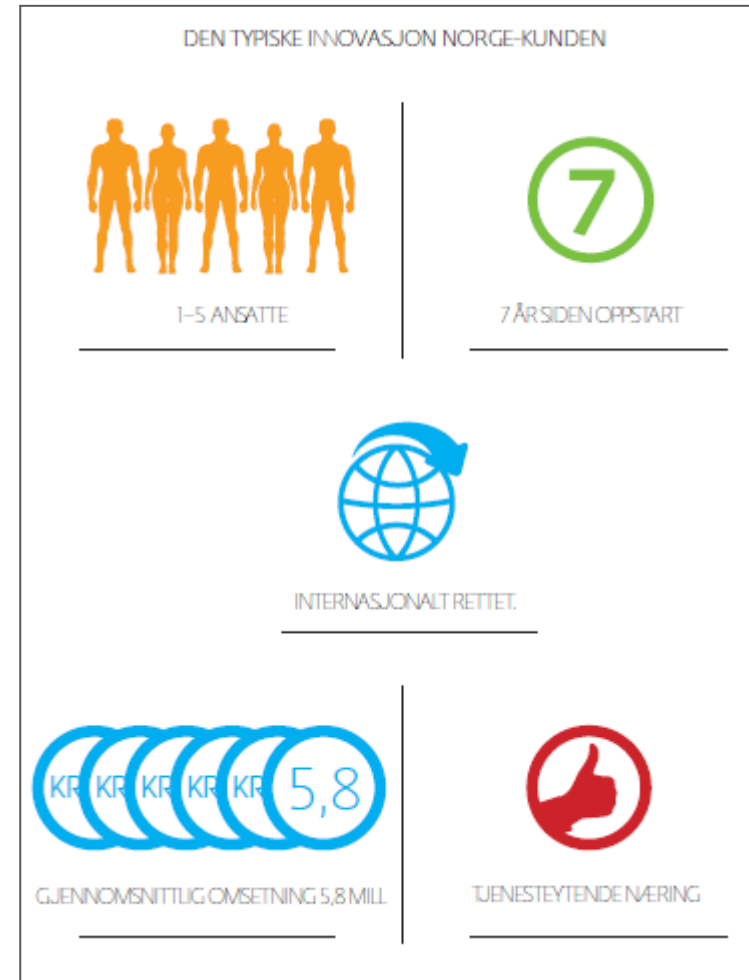 DEN TYPISKE INNOVASJON NORGE-KUNDEN
7
1–5 ANSATTE
7 ÅR SIDEN OPPSTART
INTERNASJONALT RETTET.
KR KR KR KR KR 5,8
GJENNOMSNITTLIG OMSETNING 5,8 MILL
TJENESTEYTENDE NÆRING